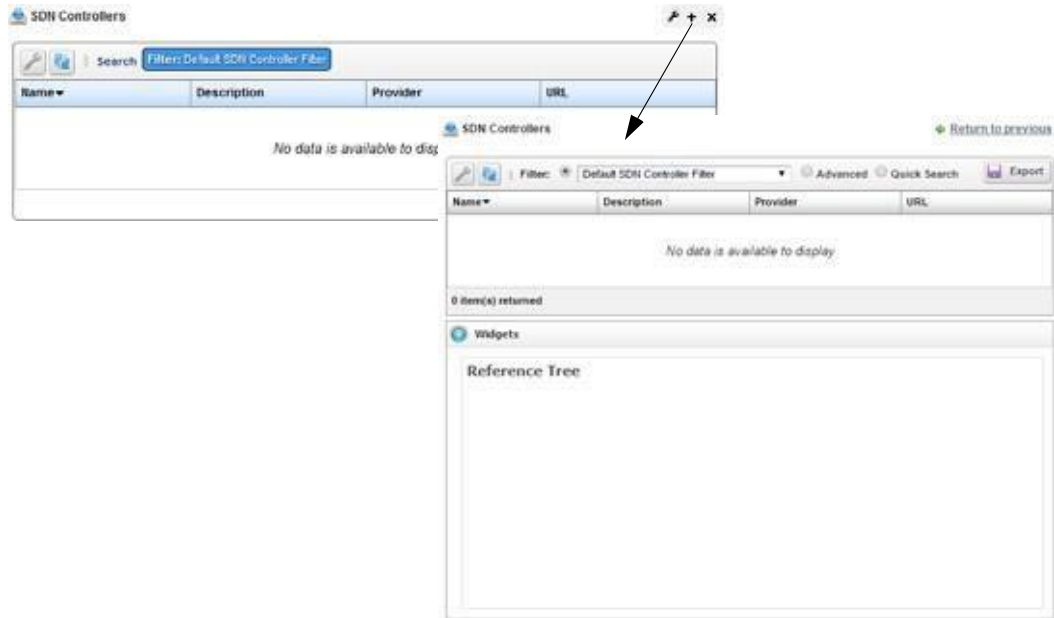 SDN Controllers
Search Filter: Default SDN Controller Filter
Name Description Provider URL
No data is available to disp
SDN Controllers Return to previous
Filter: Default SDN Controller Filter Advanced Quick Search Export
Name Description Provider URL
No data is available to display
0 item(s) returned
Widgets
Reference Tree